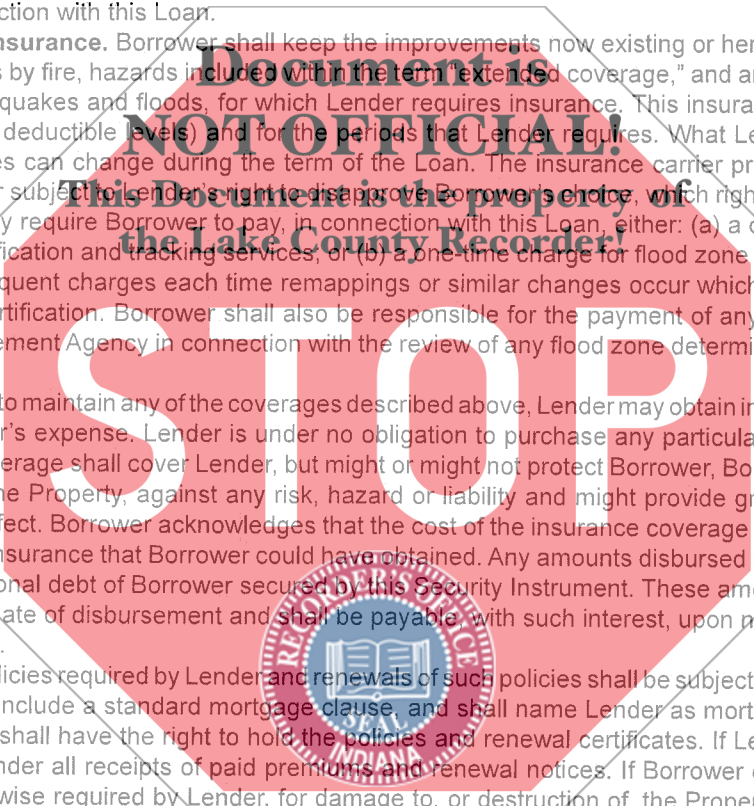 ction with this Loan.
nsurance. Borrower shall keep the improvements now existing or her
Document is
s by fire, hazards included within the term "extended coverage," and a
quakes and floods, for which Lender requires insurance. This insura
NOT OFFICIAL!
deductible levels) and for the periods that Lender requires. What Le
es can change during the term of the Loan. The insurance carrier pr
This Document is the property of
r subject to Lender's right to disapprove Borrower's choice, which righ
y require Borrower to pay, in connection with this Loan, either: (a) a
the Lake County Recorder!
fication and tracking services; or (b) a one-time charge for flood zone
quent charges each time remappings or similar changes occur which
rtification. Borrower shall also be responsible for the payment of any
ement Agency in connection with the review of any flood zone determi
STOP
to maintain any of the coverages described above, Lender may obtain in
r's expense. Lender is under no obligation to purchase any particula
erage shall cover Lender, but might or might not protect Borrower, Bo
ne Property, against any risk, hazard or liability and might provide g
fect. Borrower acknowledges that the cost of the insurance coverage
nsurance that Borrower could have obtained. Any amounts disbursed
onal debt of Borrower secured by this Security Instrument. These am
ate of disbursement and shall be payable, with such interest, upon n
.
RECORDER'S OFFICE
licies required by Lender and renewals of such policies shall be subject
include a standard mortgage clause, and shall name Lender as mort
SEAL
shall have the right to hold the policies and renewal certificates. If Le
INDIANA
nder all receipts of paid premiums and renewal notices. If Borrower
wise required by Lender, for damage to, or destruction of, the Prope